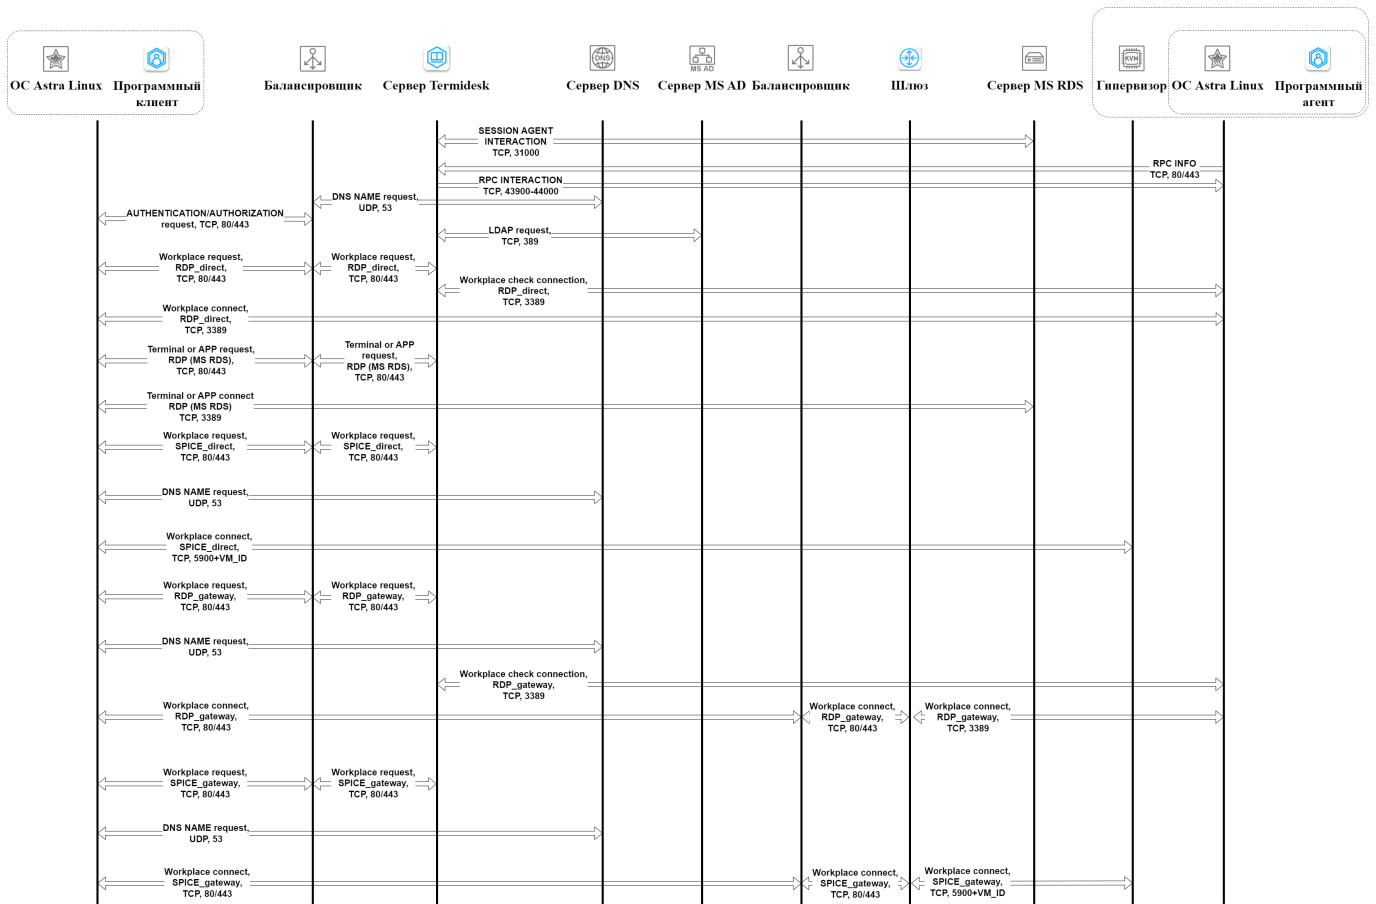 DNS
MS AD
KVM
ОС Astra Linux
Программный
клиент
Балансировщик
Сервер Termidesk
Сервер DNS
Сервер MS AD
Балансировщик
Шлюз
Сервер MS RDS
Гипервизор
ОС Astra Linux
Программный
агент
SESSION AGENT
INTERACTION
TCP, 31000
RPC INFO
TCP, 80/443
RPC INTERACTION
TCP, 43900-44000
DNS NAME request,
UDP, 53
AUTHENTICATION/AUTHORIZATION
request, TCP, 80/443
LDAP request,
TCP, 389
Workplace request,
RDP_direct,
TCP, 80/443
Workplace request,
RDP_direct,
TCP, 80/443
Workplace check connection,
RDP_direct,
TCP, 3389
Workplace connect,
RDP_direct,
TCP, 3389
Terminal or APP request,
RDP (MS RDS),
TCP, 80/443
Terminal or APP
request,
RDP (MS RDS),
TCP, 80/443
Terminal or APP connect
RDP (MS RDS)
TCP, 3389
Workplace request,
SPICE_direct,
TCP, 80/443
Workplace request,
SPICE_direct,
TCP, 80/443
DNS NAME request,
UDP, 53
Workplace connect,
SPICE_direct,
TCP, 5900+VM_ID
Workplace request,
RDP_gateway,
TCP, 80/443
Workplace request,
RDP_gateway,
TCP, 80/443
DNS NAME request,
UDP, 53
Workplace check connection,
RDP_gateway,
TCP, 3389
Workplace connect,
RDP_gateway,
TCP, 80/443
Workplace connect,
RDP_gateway,
TCP, 80/443
Workplace connect,
RDP_gateway,
TCP, 3389
Workplace request,
SPICE_gateway,
TCP, 80/443
Workplace request,
SPICE_gateway,
TCP, 80/443
DNS NAME request,
UDP, 53
Workplace connect,
SPICE_gateway,
TCP, 80/443
Workplace connect,
SPICE_gateway,
TCP, 80/443
Workplace connect,
SPICE_gateway,
TCP, 5900+VM_ID